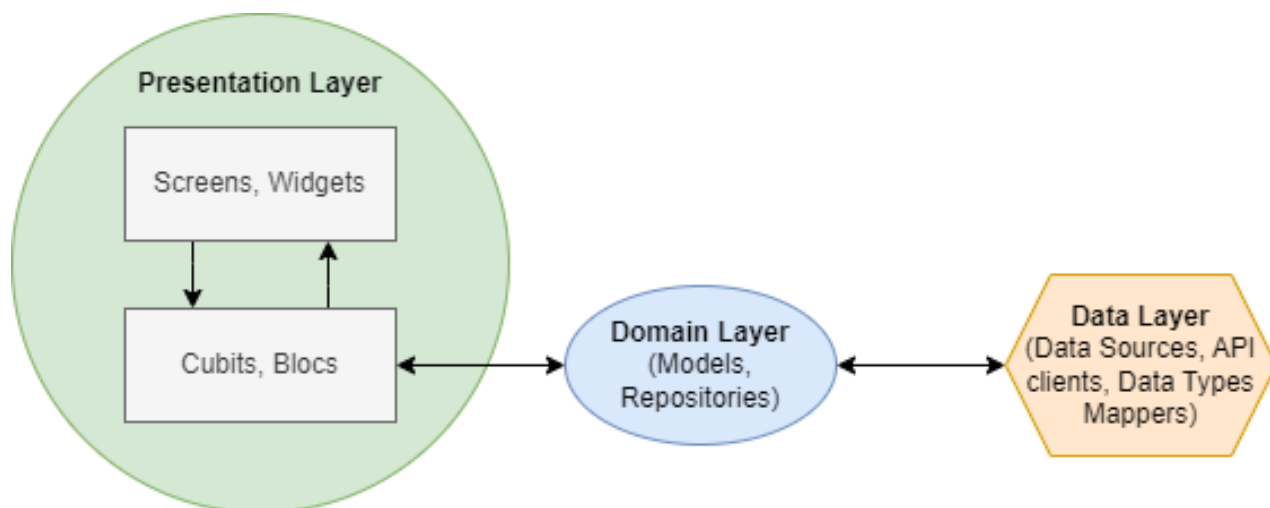 Presentation Layer
Screens, Widgets
Cubits, Blocs
Domain Layer
(Models,
Repositories)
Data Layer
(Data Sources, API
clients, Data Types
Mappers)